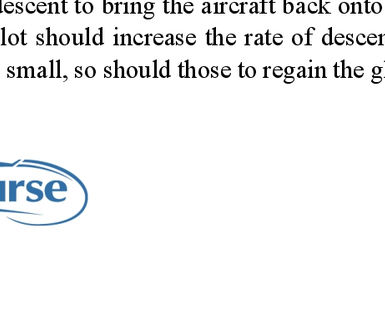 descent to bring the aircraft back onto
lot should increase the rate of descen
small, so should those to regain the gl
urse